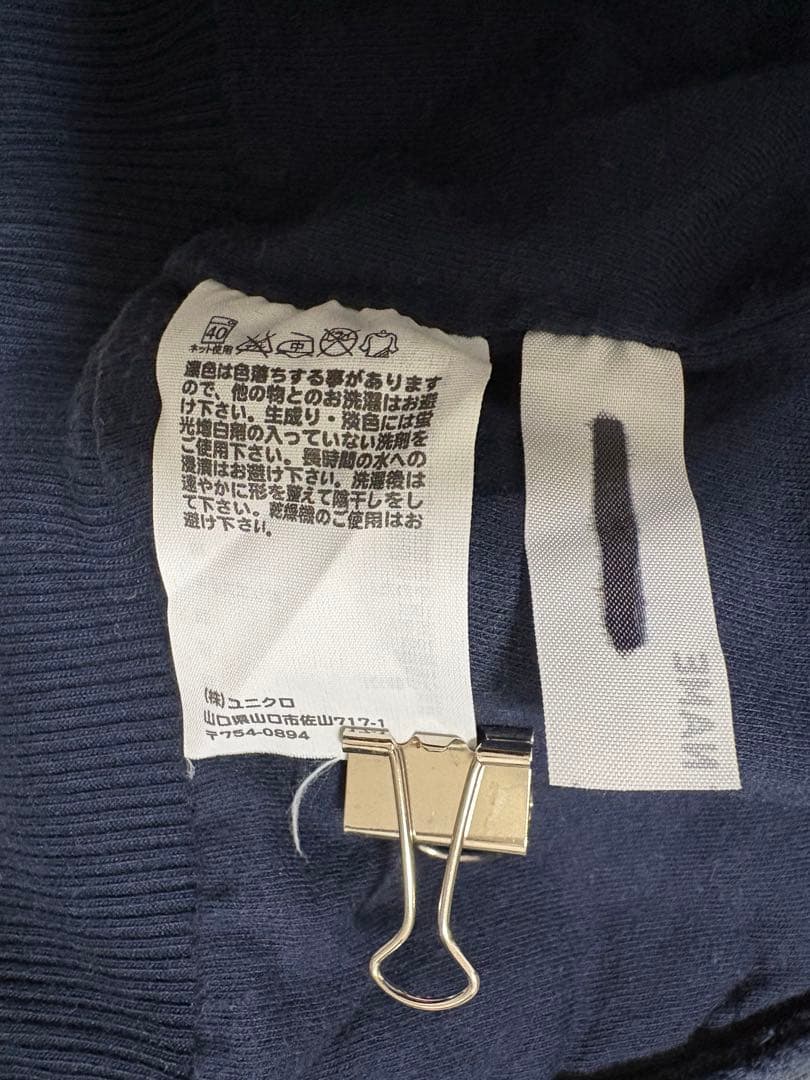 40
ネット使用
中
濃色は色落ちする事があります
ので、他の物とのお洗濯はお避
け下さい。生成り・淡色には蛍
光増白剤の入っていない洗剤を
ご使用下さい。長時間の水への
浸漬はお避け下さい。洗濯後は
速やかに形を整えて陰干しをし
て下さい。乾燥機のご使用はお
避け下さい。
(株)ユニクロ
山口県山口市佐山717-1
〒754-0894
NAME